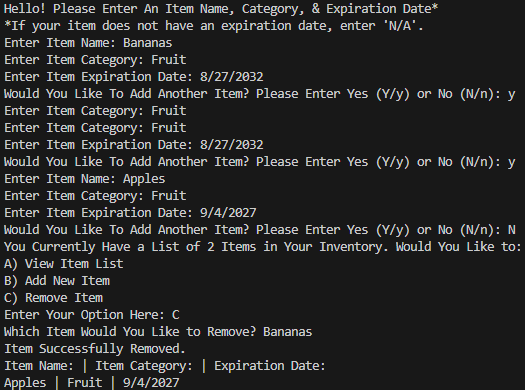 Hello! Please Enter An Item Name, Category, & Expiration Date*
*If your item does not have an expiration date, enter 'N/A'.
Enter Item Name: Bananas
Enter Item Category: Fruit
Enter Item Expiration Date: 8/27/2032
Would You Like To Add Another Item? Please Enter Yes (Y/y) or No (N/n): y
Enter Item Category: Fruit
Enter Item Category: Fruit
Enter Item Expiration Date: 8/27/2032
Would You Like To Add Another Item? Please Enter Yes (Y/y) or No (N/n): y
Enter Item Name: Apples
Enter Item Category: Fruit
Enter Item Expiration Date: 9/4/2027
Would You Like To Add Another Item? Please Enter Yes (Y/y) or No (N/n): N
You Currently Have a List of 2 Items in Your Inventory. Would You Like to:
A) View Item List
B) Add New Item
C) Remove Item
Enter Your Option Here: C
Which Item Would You Like to Remove? Bananas
Item Successfully Removed.
Item Name: | Item Category: | Expiration Date:
Apples | Fruit | 9/4/2027